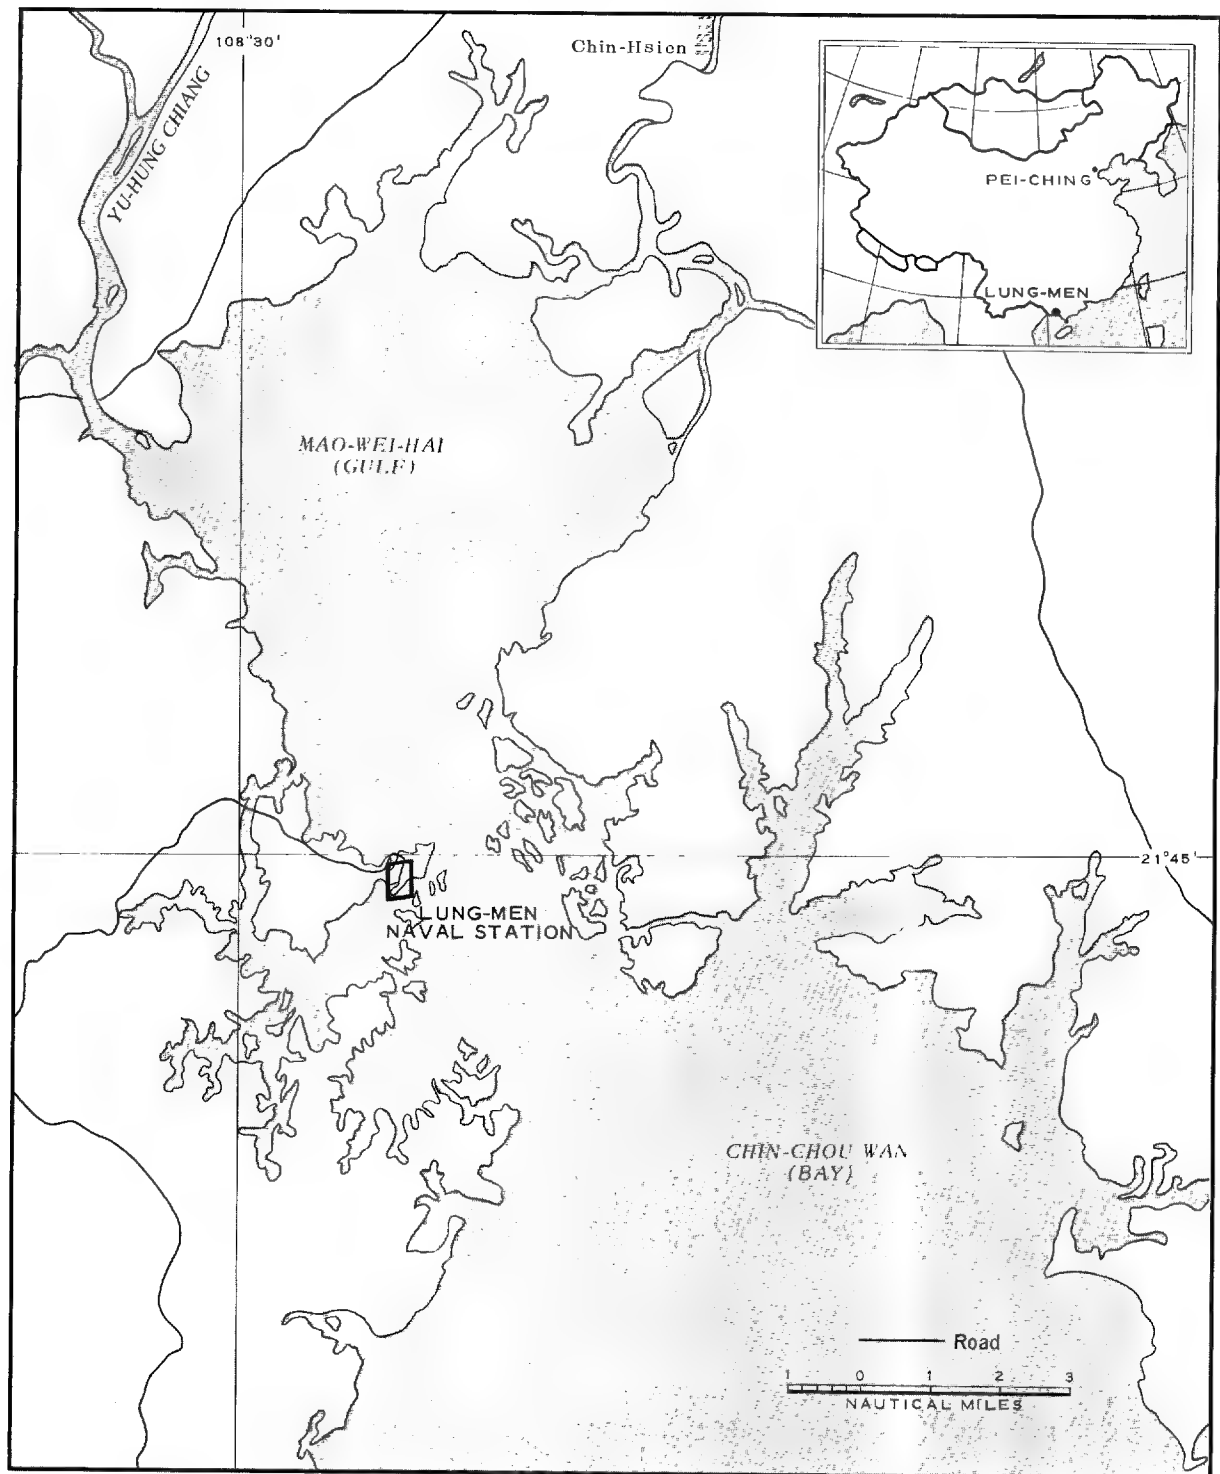 108°30'
Chin-Hsien
YU-HUNG CHIANG
PEI-CHING
LUNG-MEN
MAO-WEI-HAI
(GULF)
21°45'
LUNG-MEN
NAVAL STATION
CHIN-CHOU WAN
(BAY)
Road
1 0 1 2 3
NAUTICAL MILES